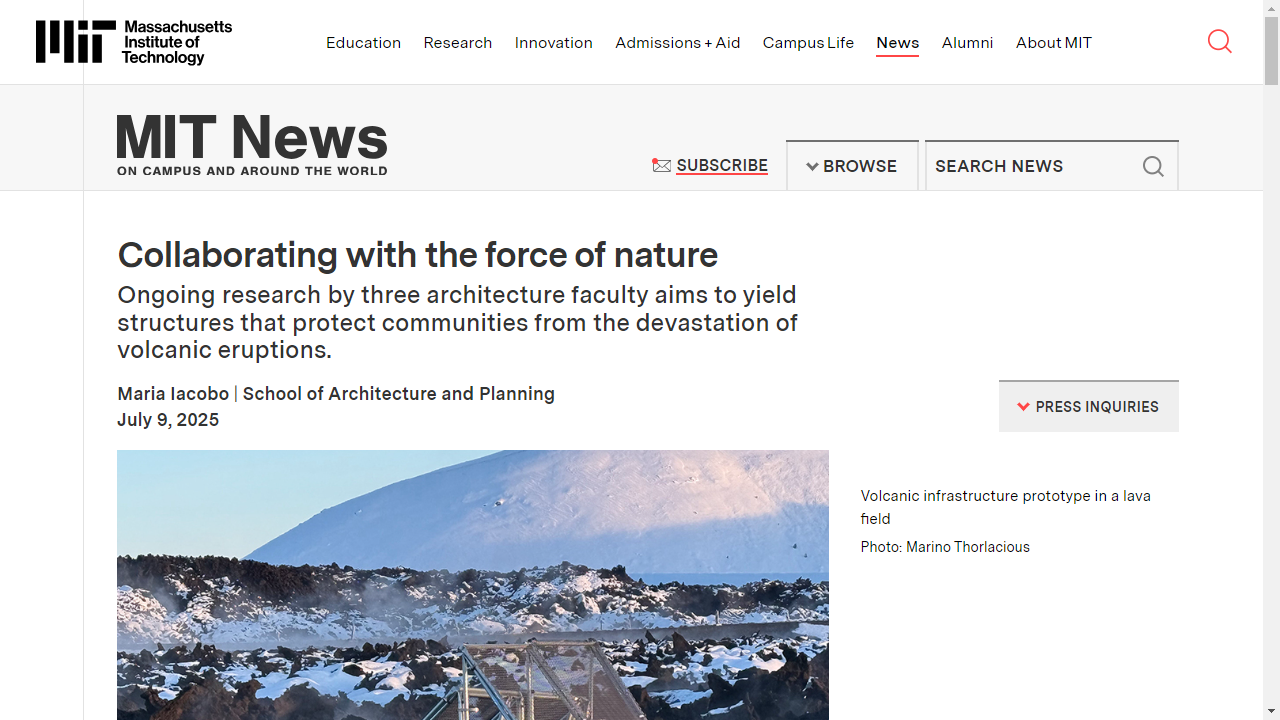 Massachusetts
Institute of
Technology
Education Research Innovation Admissions + Aid Campus Life News Alumni About MIT
MIT News
ON CAMPUS AND AROUND THE WORLD
SUBSCRIBE
BROWSE
SEARCH NEWS
Collaborating with the force of nature
Ongoing research by three architecture faculty aims to yield
structures that protect communities from the devastation of
volcanic eruptions.
Maria Iacobo | School of Architecture and Planning
July 9, 2025
PRESS INQUIRIES
Volcanic infrastructure prototype in a lava
field
Photo: Marino Thorlacious